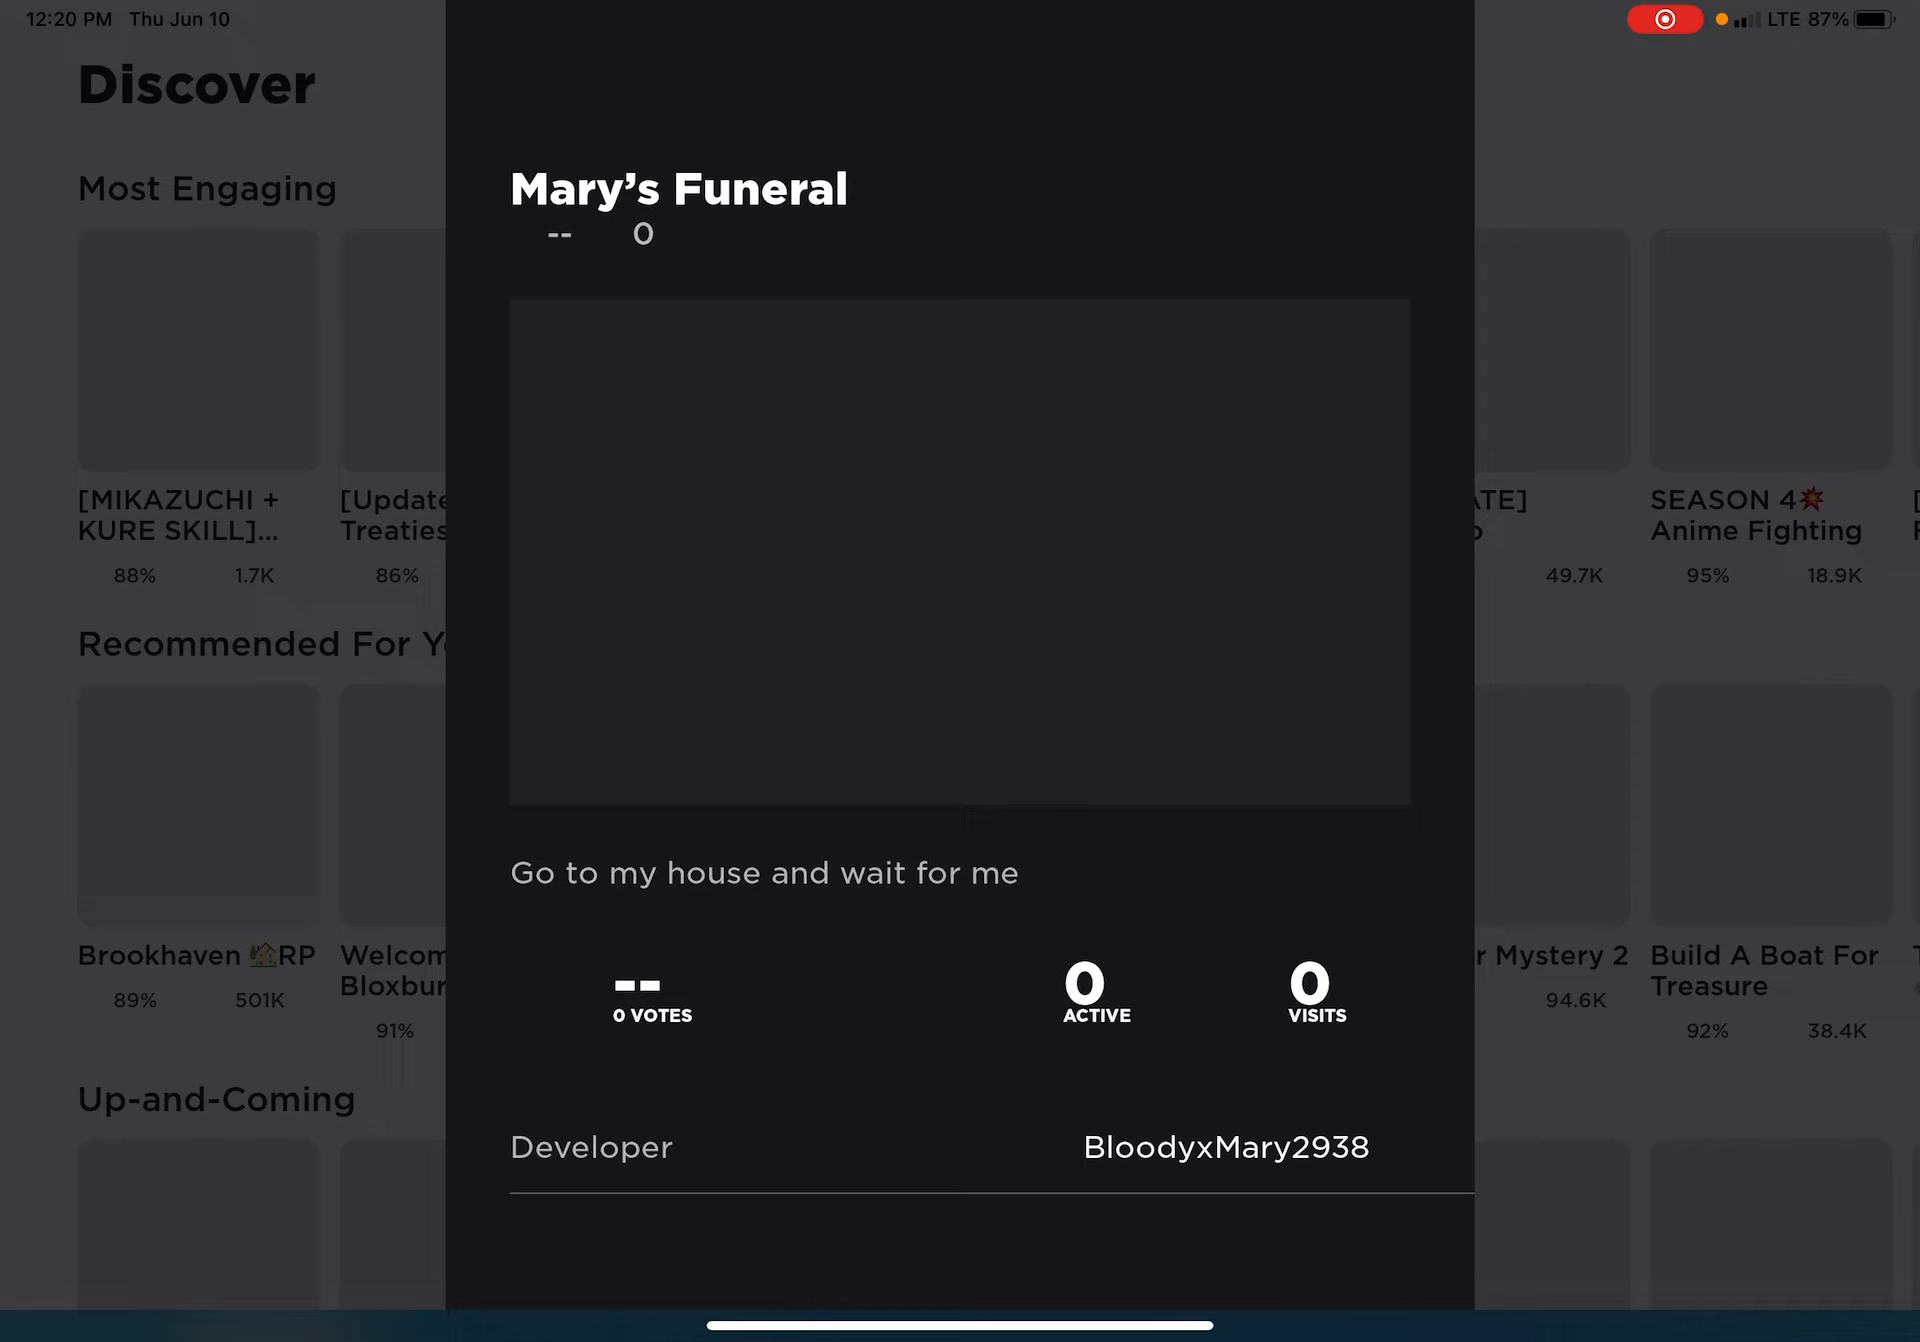 12:20 PM Thu Jun 10
LTE 87%
Discover
Most Engaging
[MIKAZUCHI +
KURE SKILL]...
88% 1.7K
[Update
Treaties
86%
ATE]
49.7K
SEASON 4💥
Anime Fighting
95% 18.9K
Recommended For Yo
Brookhaven 🏡RP
89% 501K
Welcom
Bloxbur
91%
r Mystery 2
94.6K
Build A Boat For
Treasure
92% 38.4K
Up-and-Coming
Mary's Funeral
-- 0
Go to my house and wait for me
-- 0 0
0 VOTES ACTIVE VISITS
Developer BloodyxMary2938